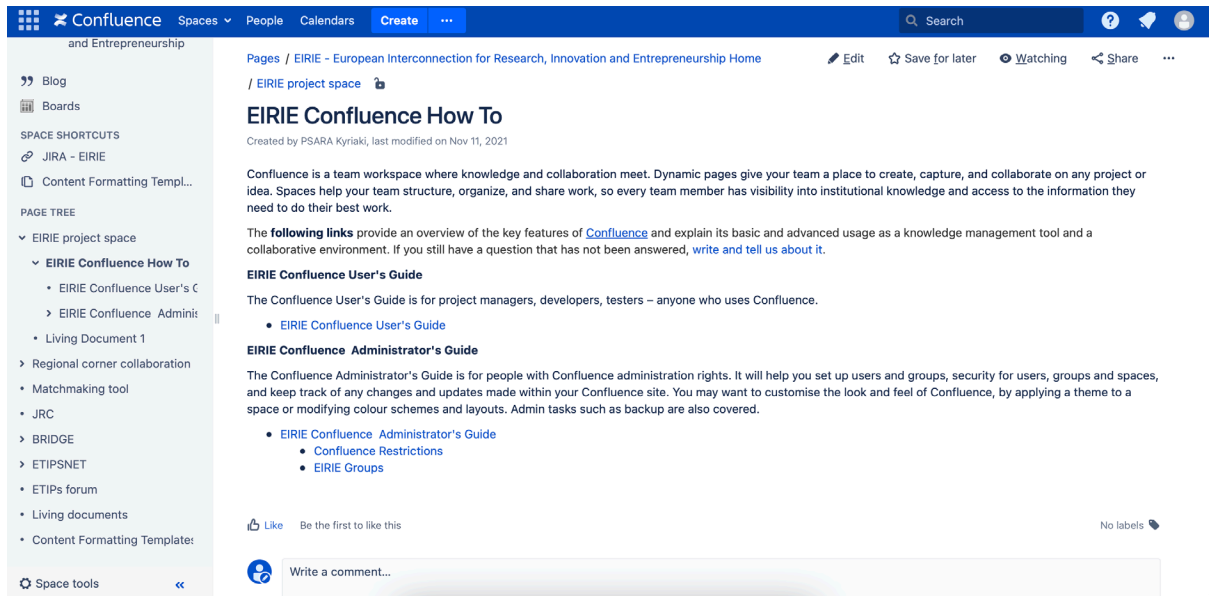 Confluence Spaces People Calendars Create ... Search
and Entrepreneurship
Blog
Boards
SPACE SHORTCUTS
JIRA - EIRIE
Content Formatting Templ...
PAGE TREE
EIRIE project space
EIRIE Confluence How To
EIRIE Confluence User's G
EIRIE Confluence Adminis
Living Document 1
Regional corner collaboration
Matchmaking tool
JRC
BRIDGE
ETIPSNET
ETIPs forum
Living documents
Content Formatting Templates
Space tools
Pages / EIRIE - European Interconnection for Research, Innovation and Entrepreneurship Home
/ EIRIE project space
Edit Save for later Watching Share ...
EIRIE Confluence How To
Created by PSARA Kyriaki, last modified on Nov 11, 2021
Confluence is a team workspace where knowledge and collaboration meet. Dynamic pages give your team a place to create, capture, and collaborate on any project or
idea. Spaces help your team structure, organize, and share work, so every team member has visibility into institutional knowledge and access to the information they
need to do their best work.
The following links provide an overview of the key features of Confluence and explain its basic and advanced usage as a knowledge management tool and a
collaborative environment. If you still have a question that has not been answered, write and tell us about it.
EIRIE Confluence User's Guide
The Confluence User's Guide is for project managers, developers, testers – anyone who uses Confluence.
• EIRIE Confluence User's Guide
EIRIE Confluence Administrator's Guide
The Confluence Administrator's Guide is for people with Confluence administration rights. It will help you set up users and groups, security for users, groups and spaces,
and keep track of any changes and updates made within your Confluence site. You may want to customise the look and feel of Confluence, by applying a theme to a
space or modifying colour schemes and layouts. Admin tasks such as backup are also covered.
• EIRIE Confluence Administrator's Guide
• Confluence Restrictions
• EIRIE Groups
Like Be the first to like this No labels
Write a comment...